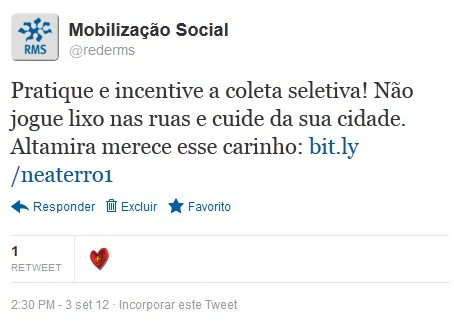 RMS
Mobilização Social
@rederms
Pratique e incentive a coleta seletiva! Não
jogue lixo nas ruas e cuide da sua cidade.
Altamira merece esse carinho: bit.ly
/neaterro1
Responder Excluir Favorito
1
RETWEET
2:30 PM - 3 set 12 · Incorporar este Tweet